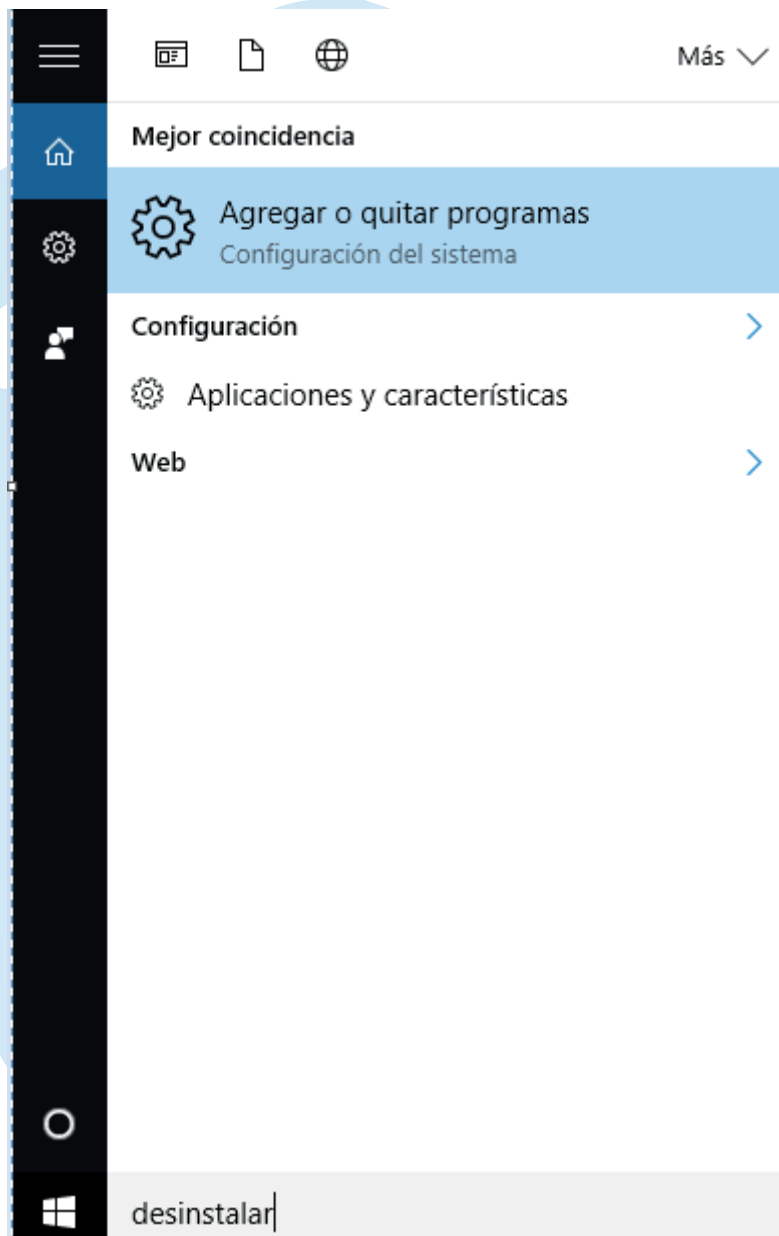 Más
Mejor coincidencia
Agregar o quitar programas
Configuración del sistema
Configuración
Aplicaciones y características
Web
desinstalar